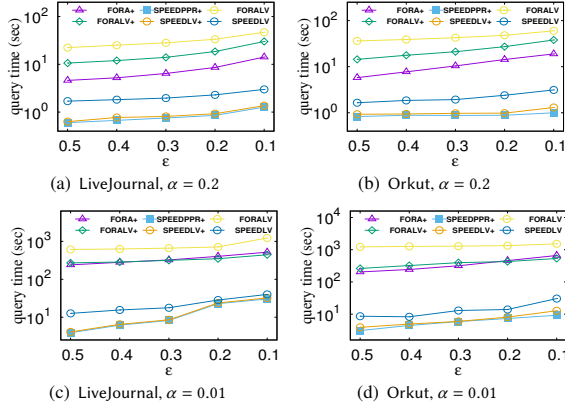 FORA+ SPEEDPPR+ FORALV
FORALV+ SPEEDLV+ SPEEDLV
query time (sec)
10²
10¹
10⁰
0.5 0.4 0.3 0.2 0.1
ε
(a) LiveJournal, α = 0.2
FORA+ SPEEDPPR+ FORALV
FORALV+ SPEEDLV+ SPEEDLV
query time (sec)
10²
10¹
10⁰
0.5 0.4 0.3 0.2 0.1
ε
(b) Orkut, α = 0.2
FORA+ SPEEDPPR+ FORALV
FORALV+ SPEEDLV+ SPEEDLV
query time (sec)
10³
10¹
0.5 0.4 0.3 0.2 0.1
ε
(c) LiveJournal, α = 0.01
FORA+ SPEEDPPR+ FORALV
FORALV+ SPEEDLV+ SPEEDLV
query time (sec)
10⁴
10³
10²
10¹
0.5 0.4 0.3 0.2 0.1
ε
(d) Orkut, α = 0.01